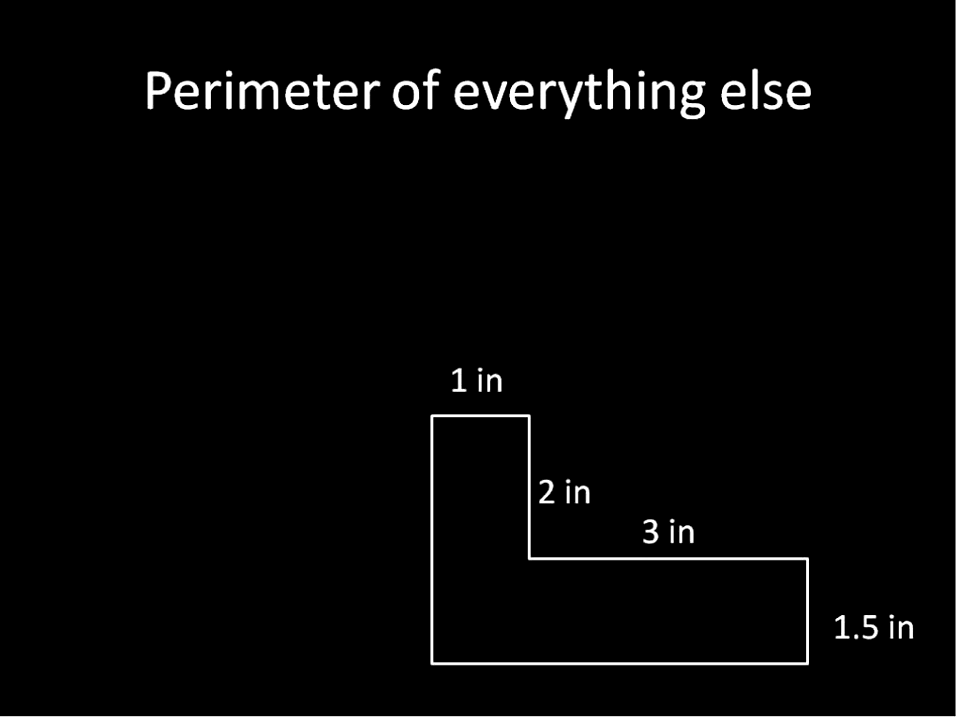 Perimeter of everything else
1 in
2 in
3 in
1.5 in